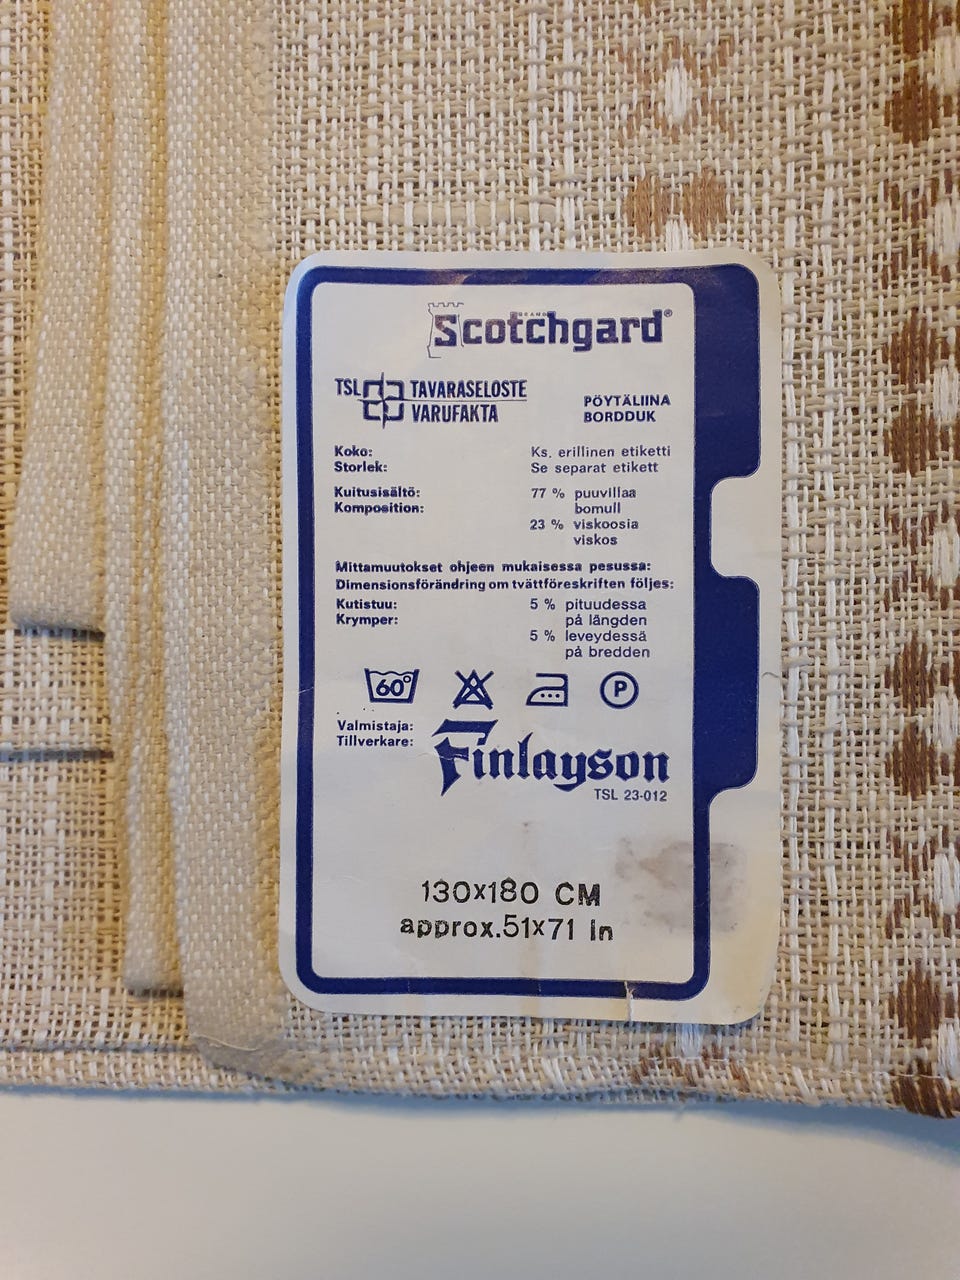 BRAND
Scotchgard®
TSL TAVARASELOSTE
VARUFAKTA
PÖYTÄLIINA
BORDDUK
Koko: Ks. erillinen etiketti
Storlek: Se separat etikett
Kuitusisältö: 77 % puuvillaa
Komposition: bomull
23 % viskoosia
viskos
Mittamuutokset ohjeen mukaisessa pesussa:
Dimensionsförändring om tvättföreskriften följes:
Kutistuu: 5 % pituudessa
Krymper: på längden
5 % leveydessä
på bredden
60° P
Valmistaja:
Tillverkare: Finlayson
TSL 23-012
130x180 CM
approx.51x71 in